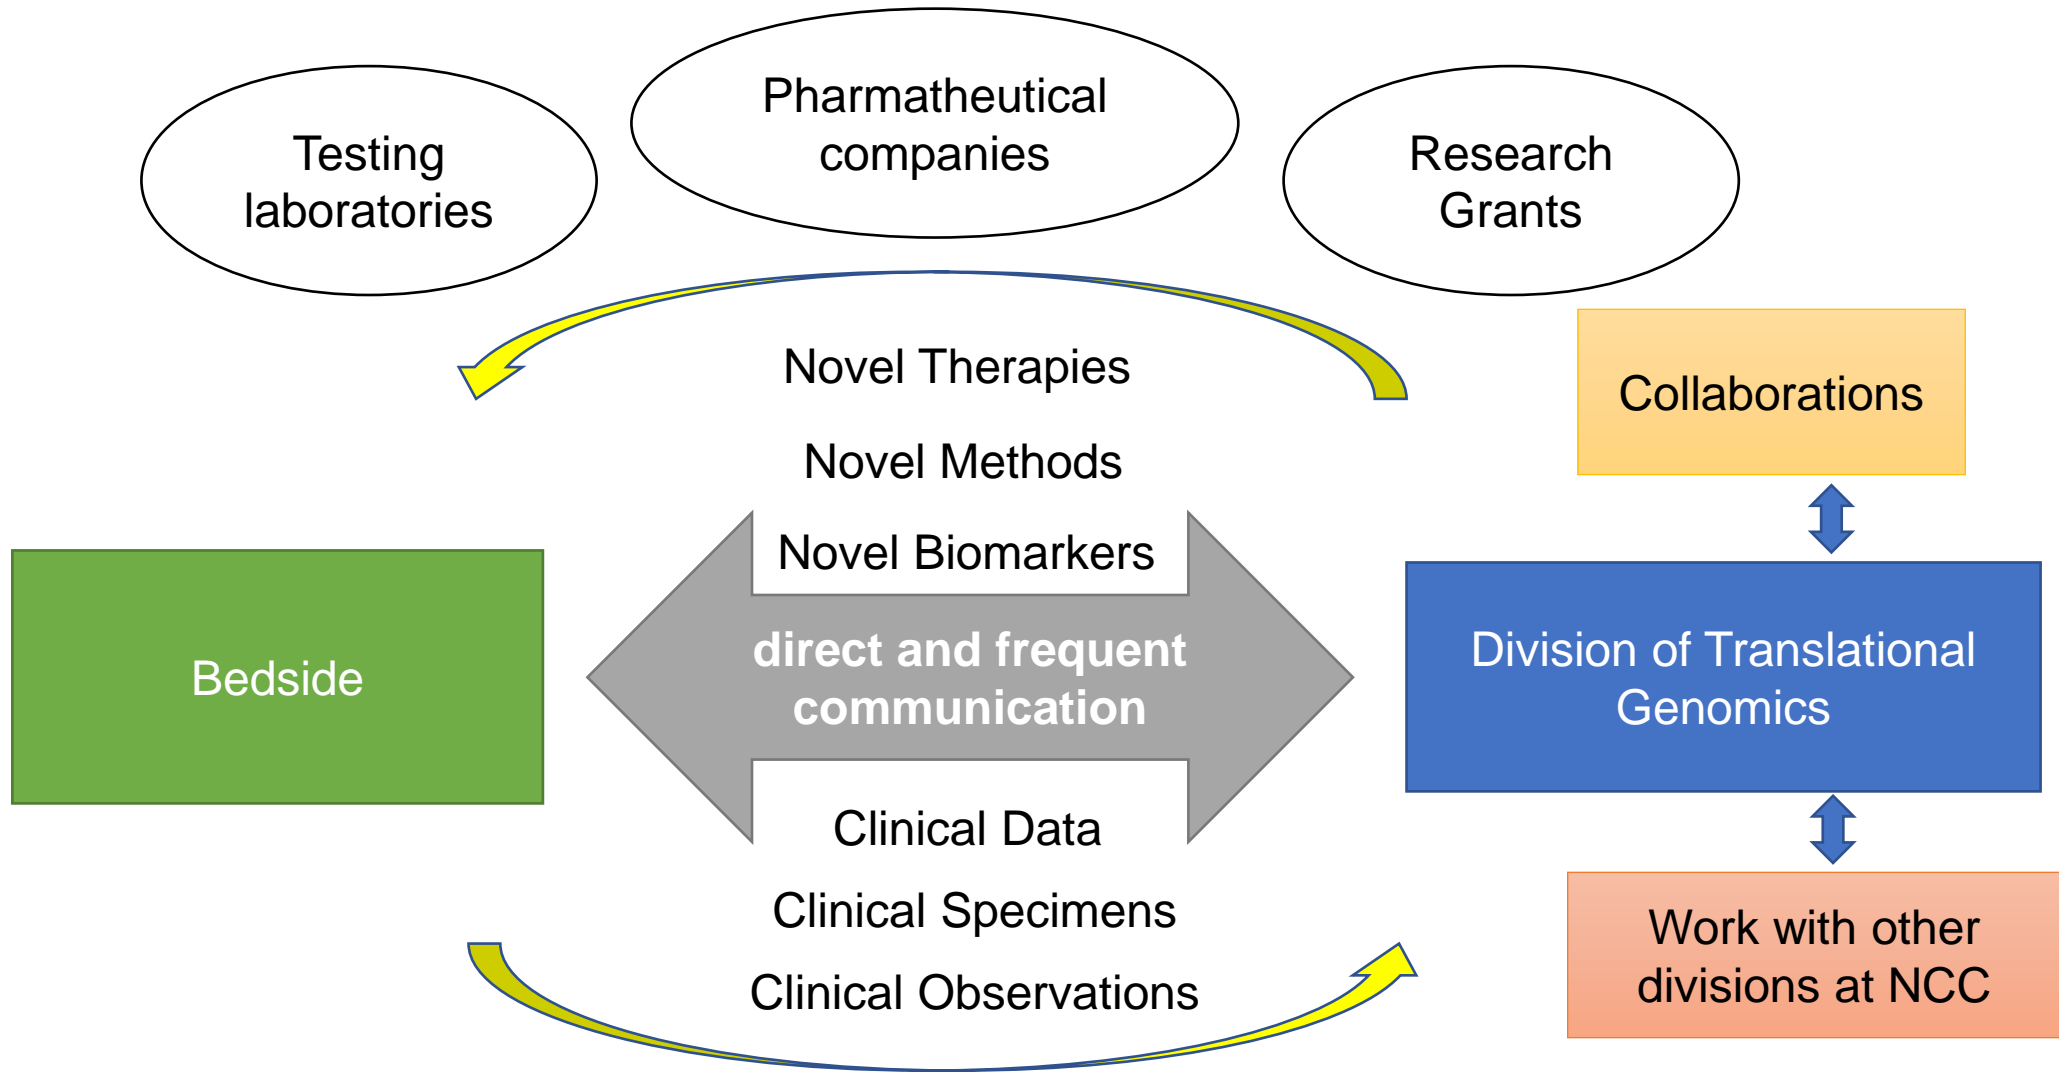 Testing
laboratories
Pharmatheutical
companies
Research
Grants
Novel Therapies
Novel Methods
Novel Biomarkers
Collaborations
Bedside
direct and frequent
communication
Division of Translational
Genomics
Clinical Data
Clinical Specimens
Clinical Observations
Work with other
divisions at NCC